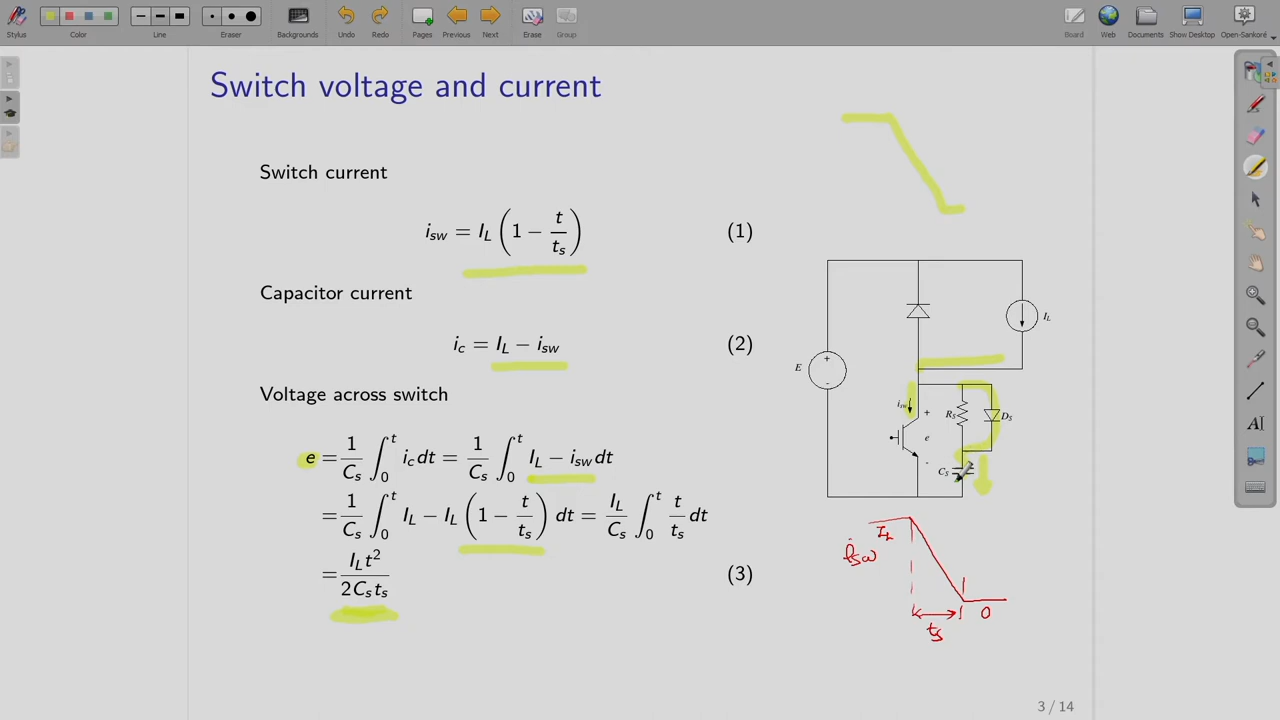 Stylus Color Line Eraser Backgrounds Undo Redo Pages Previous Next Erase Group Board Web Documents Show Desktop Open-Sankoré
Switch voltage and current
Switch current
i_sw = I_L (1 − t/t_s) (1)
Capacitor current
i_c = I_L − i_sw (2)
Voltage across switch
e = 1/C_s ∫_0^t i_c dt = 1/C_s ∫_0^t I_L − i_sw dt
= 1/C_s ∫_0^t I_L − I_L (1 − t/t_s) dt = I_L/C_s ∫_0^t t/t_s dt
= I_L t²/2C_s t_s (3)
I_L
E
+
-
i_sw
+
e
-
R_S
D_S
C_S
I_L
i_sw
t_s
0
3 / 14